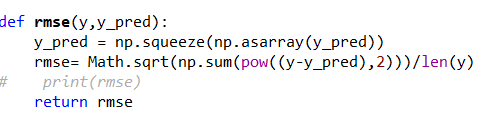 def rmse(y,y_pred):
    y_pred = np.squeeze(np.asarray(y_pred))
    rmse= Math.sqrt(np.sum(pow((y-y_pred),2)))/len(y)
#    print(rmse)
    return rmse